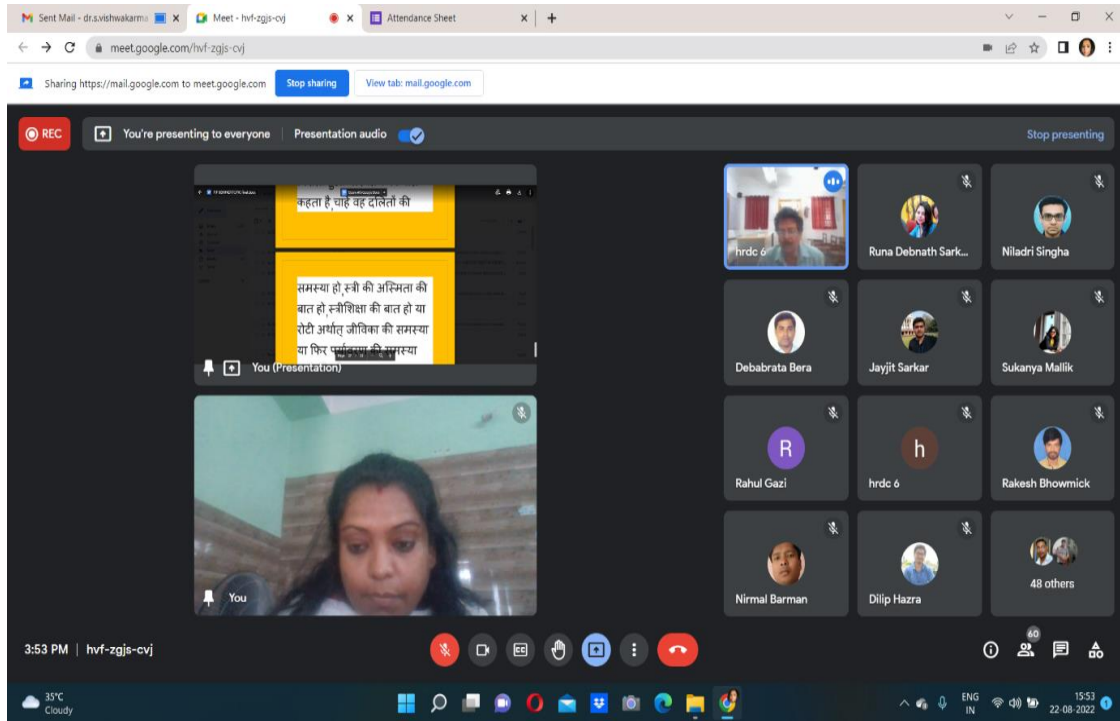 Sent Mail - dr.s.vishwakarma
Meet - hvf-zgjs-cvj
Attendance Sheet
meet.google.com/hvf-zgjs-cvj
Sharing https://mail.google.com to meet.google.com
Stop sharing
View tab: mail.google.com
REC
You're presenting to everyone
Presentation audio
Stop presenting
कहता है,चाहे वह दलितों की
समस्या हो,स्त्री की अस्मिता की
बात हो,स्त्रीशिक्षा की बात हो या
रोटी अर्थात् जीविका की समस्या
या फिर पर्यावरण की समस्या
You (Presentation)
You
hrdc 6
Runa Debnath Sark...
Niladri Singha
Debabrata Bera
Jayjit Sarkar
Sukanya Mallik
R
Rahul Gazi
h
hrdc 6
Rakesh Bhowmick
Nirmal Barman
Dilip Hazra
48 others
3:53 PM | hvf-zgjs-cvj
CC
60
35°C
Cloudy
ENG
IN
15:53
22-08-2022